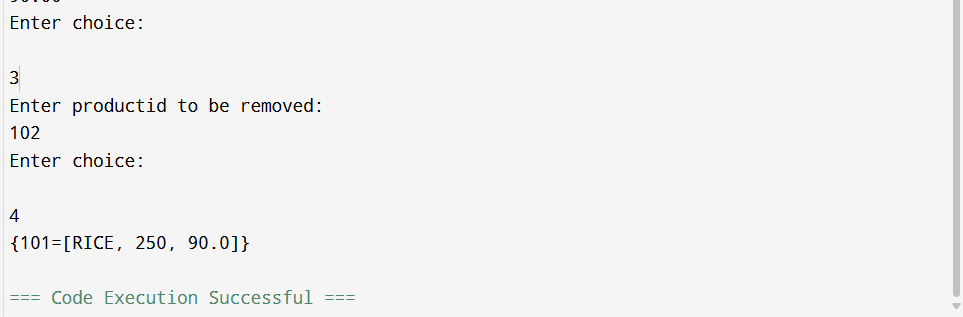 Enter choice:
3
Enter productid to be removed:
102
Enter choice:
4
{101=[RICE, 250, 90.0]}
=== Code Execution Successful ===